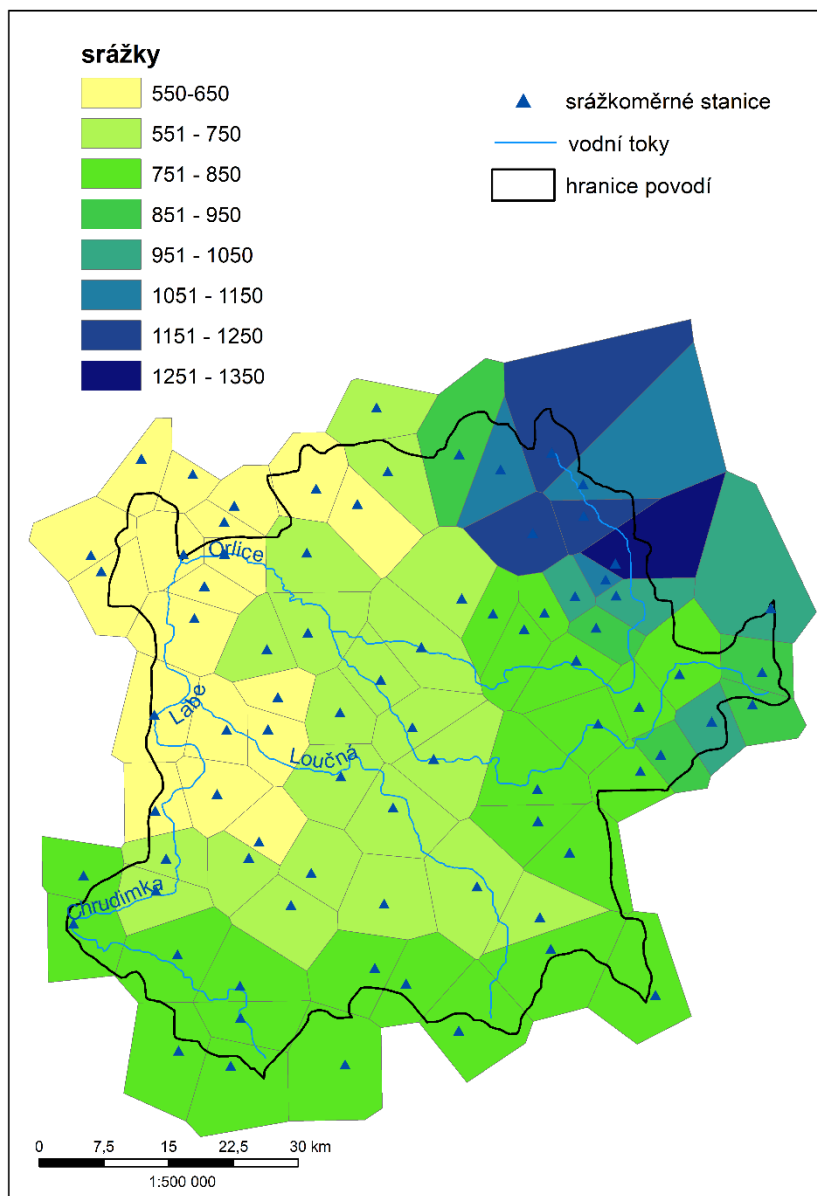 srážky
550-650
551 - 750
751 - 850
851 - 950
951 - 1050
1051 - 1150
1151 - 1250
1251 - 1350
srážkoměrné stanice
vodní toky
hranice povodí
Orlice
Labe
Loučná
Chrudimka
0 7,5 15 22,5 30 km
1:500 000